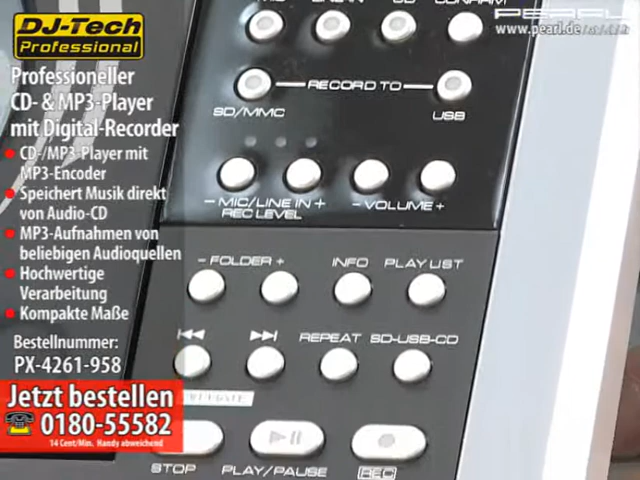 DJ-Tech
Professional
Professioneller
CD- & MP3-Player
mit Digital-Recorder
CD-/MP3-Player mit
MP3-Encoder
Speichert Musik direkt
von Audio-CD
MP3-Aufnahmen von
beliebigen Audioquellen
Hochwertige
Verarbeitung
Kompakte Maße
Bestellnummer:
PX-4261-958
Jetzt bestellen
0180-55582
14 Cent/Min. Handy abweichend
PEARL
www.pearl.de
RECORD TO
SD/MMC USB
- MIC/LINE IN + - VOLUME +
REC LEVEL
- FOLDER + INFO PLAY LIST
REPEAT SD-USB-CD
STOP PLAY/PAUSE REC